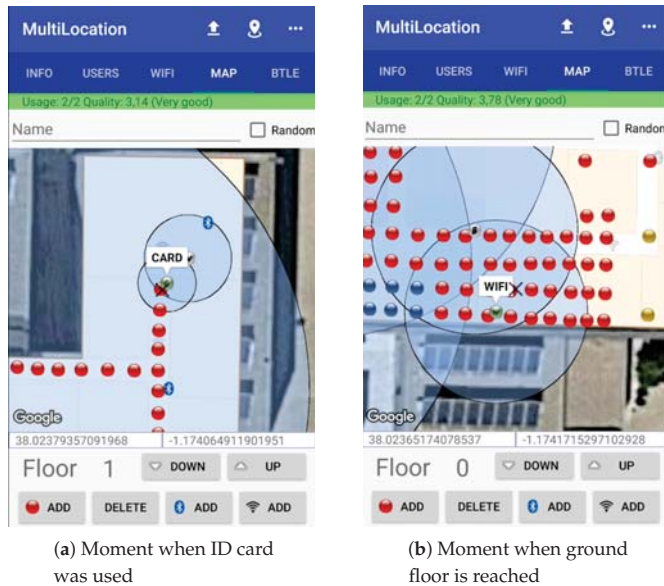 MultiLocation
INFO USERS WIFI MAP BTLE
Usage: 2/2 Quality: 3,14 (Very good)
Name Random
CARD
Google
38.02379357091968 -1.174064911901951
Floor 1 DOWN UP
ADD DELETE ADD ADD
(a) Moment when ID card
was used
MultiLocation
INFO USERS WIFI MAP BTLE
Usage: 2/2 Quality: 3,78 (Very good)
Name Random
WIFI
Google
38.02365174078537 -1.1741715297102928
Floor 0 DOWN UP
ADD DELETE ADD ADD
(b) Moment when ground
floor is reached